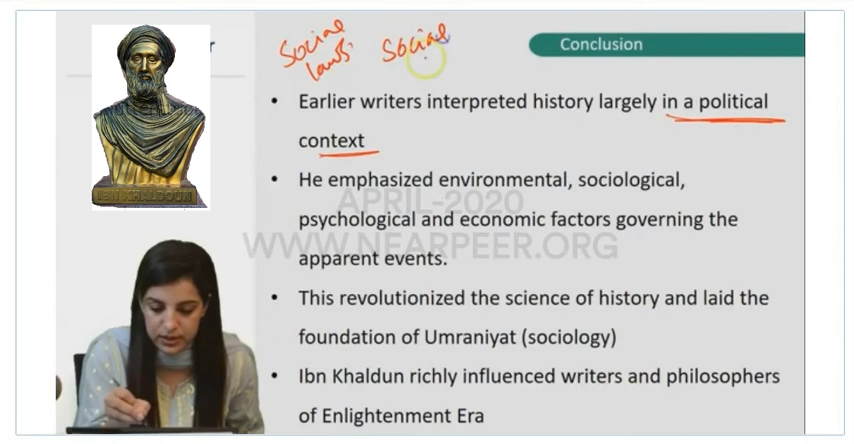 r
Social
laws
Social
Conclusion
• Earlier writers interpreted history largely in a political
context
IBN KHALDOUN
• He emphasized environmental, sociological,
APRIL-2020
psychological and economic factors governing the
WWW.NEARPEER.ORG
apparent events.
• This revolutionized the science of history and laid the
foundation of Umraniyat (sociology)
• Ibn Khaldun richly influenced writers and philosophers
of Enlightenment Era